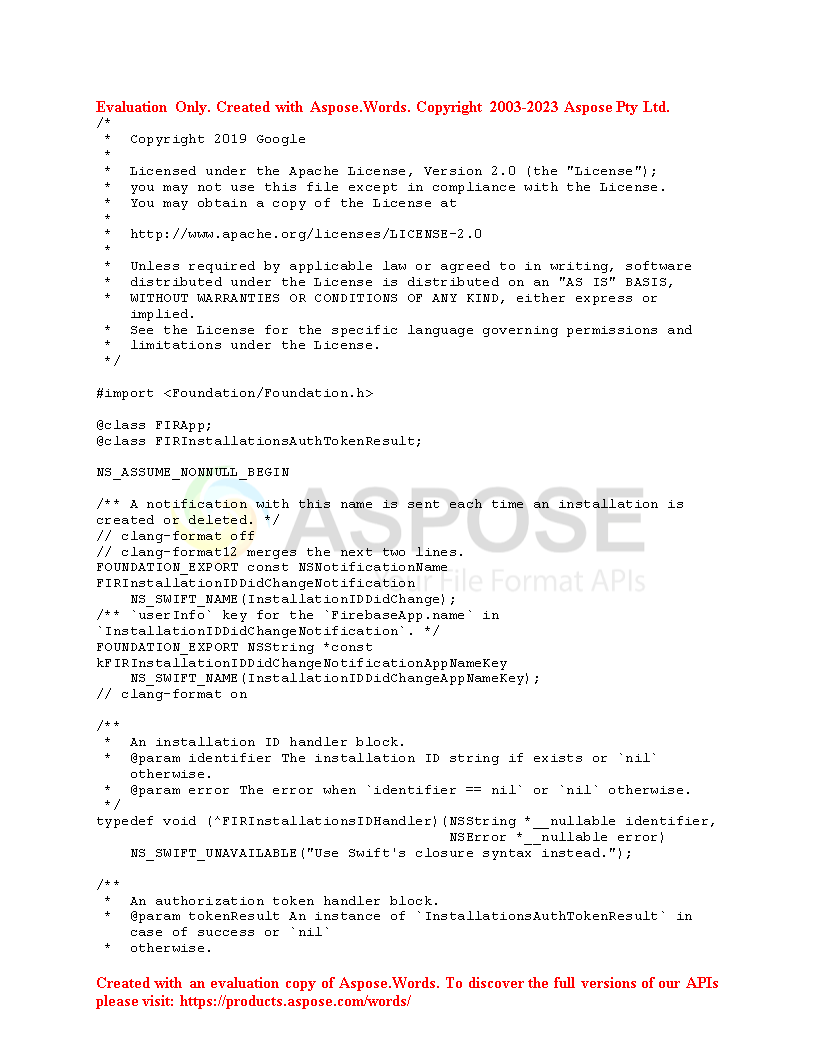 Evaluation Only. Created with Aspose.Words. Copyright 2003-2023 Aspose Pty Ltd.
/*
 *  Copyright 2019 Google
 *
 *  Licensed under the Apache License, Version 2.0 (the "License");
 *  you may not use this file except in compliance with the License.
 *  You may obtain a copy of the License at
 *
 *  http://www.apache.org/licenses/LICENSE-2.0
 *
 *  Unless required by applicable law or agreed to in writing, software
 *  distributed under the License is distributed on an "AS IS" BASIS,
 *  WITHOUT WARRANTIES OR CONDITIONS OF ANY KIND, either express or
    implied.
 *  See the License for the specific language governing permissions and
 *  limitations under the License.
 */

#import <Foundation/Foundation.h>

@class FIRApp;
@class FIRInstallationsAuthTokenResult;

NS_ASSUME_NONNULL_BEGIN

/** A notification with this name is sent each time an installation is
created or deleted. */
// clang-format off
// clang-format12 merges the next two lines.
FOUNDATION_EXPORT const NSNotificationName
FIRInstallationIDDidChangeNotification
    NS_SWIFT_NAME(InstallationIDDidChange);
/** `userInfo` key for the `FirebaseApp.name` in
`InstallationIDDidChangeNotification`. */
FOUNDATION_EXPORT NSString *const
kFIRInstallationIDDidChangeNotificationAppNameKey
    NS_SWIFT_NAME(InstallationIDDidChangeAppNameKey);
// clang-format on

/**
 *  An installation ID handler block.
 *  @param identifier The installation ID string if exists or `nil`
    otherwise.
 *  @param error The error when `identifier == nil` or `nil` otherwise.
 */
typedef void (^FIRInstallationsIDHandler)(NSString *__nullable identifier,
                                          NSError *__nullable error)
    NS_SWIFT_UNAVAILABLE("Use Swift's closure syntax instead.");

/**
 *  An authorization token handler block.
 *  @param tokenResult An instance of `InstallationsAuthTokenResult` in
    case of success or `nil`
 *  otherwise.
ASPOSE
Your File Format APIs
Created with an evaluation copy of Aspose.Words. To discover the full versions of our APIs
please visit: https://products.aspose.com/words/